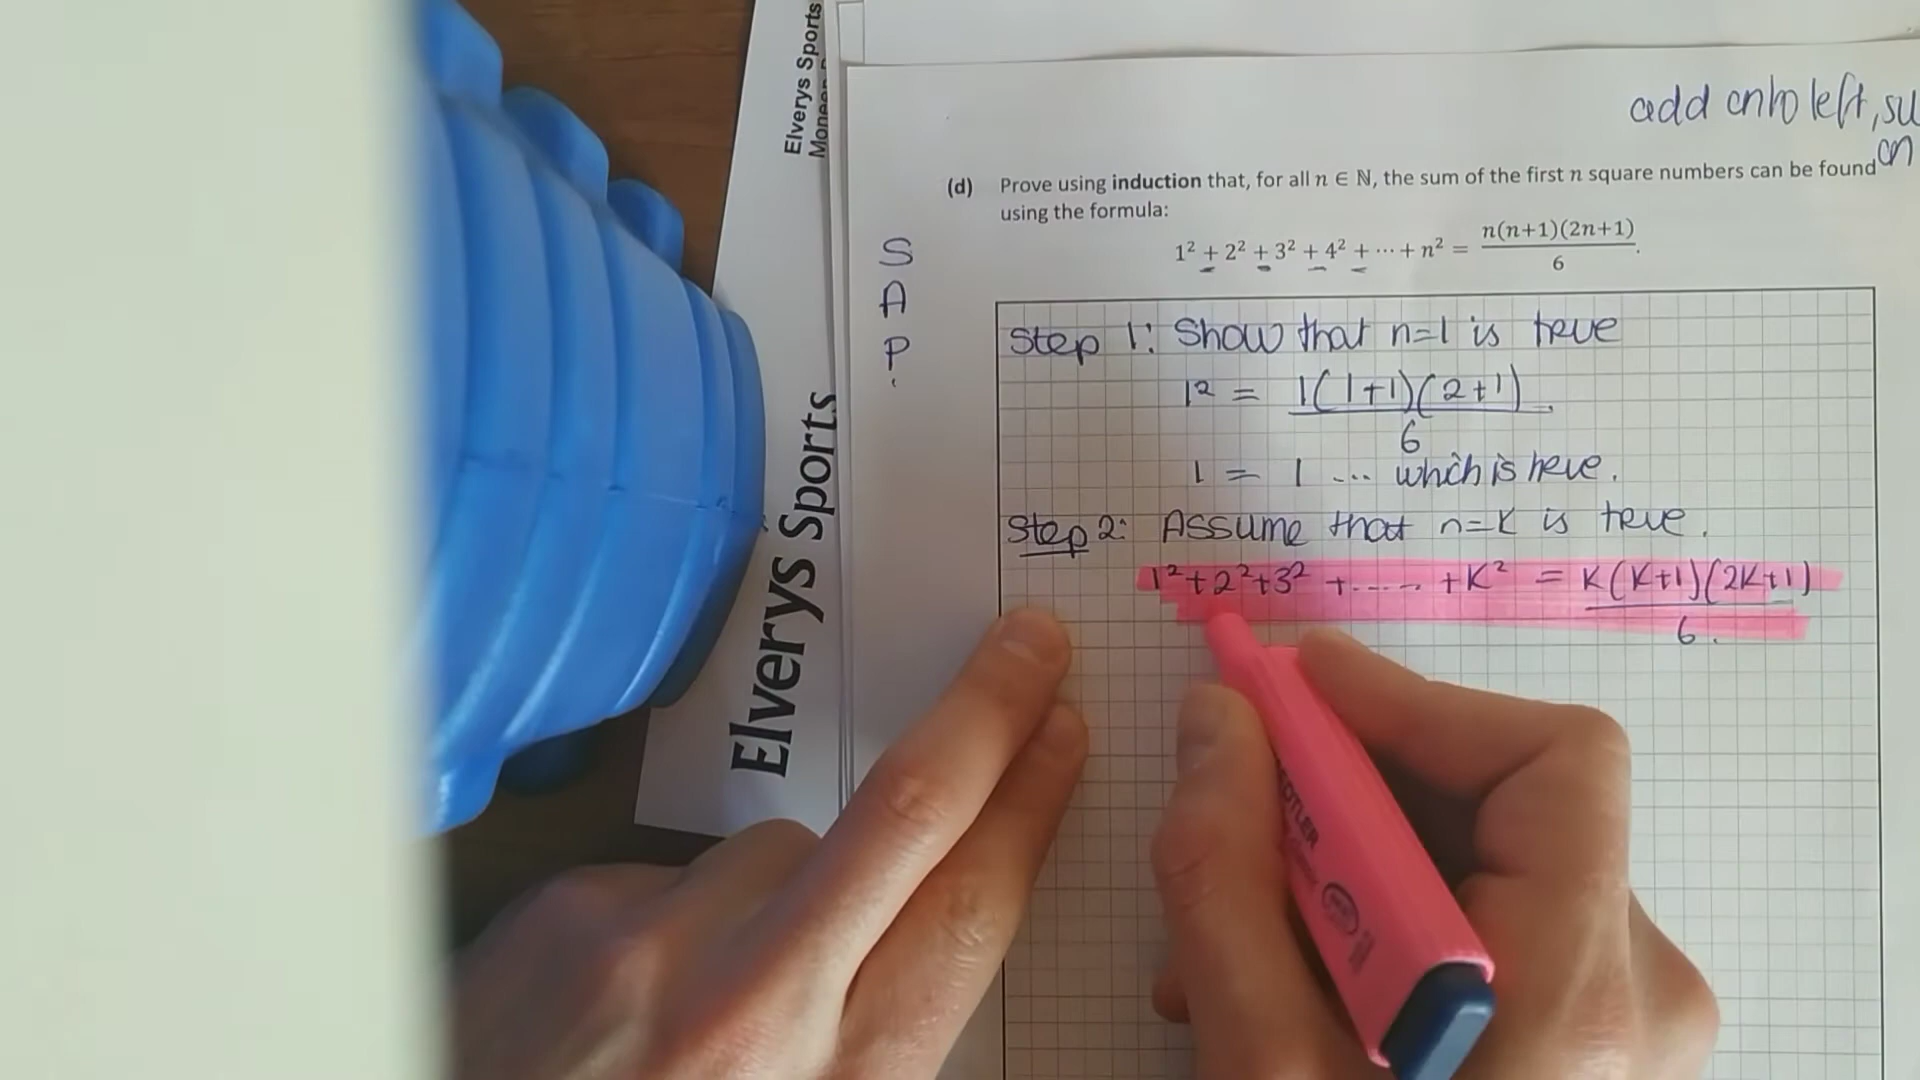 Elverys Sports
Elverys Sports
add onto left, su
on
(d) Prove using induction that, for all n ∈ ℕ, the sum of the first n square numbers can be found
using the formula:
1² + 2² + 3² + 4² + ⋯ + n² = n(n+1)(2n+1)/6.
S
A
P
Step 1: Show that n=1 is true
1² = 1(1+1)(2+1)/6
1 = 1 ... which is true.
Step 2: Assume that n=k is true.
1²+2²+3² +..... +k² = k(k+1)(2k+1)/6.